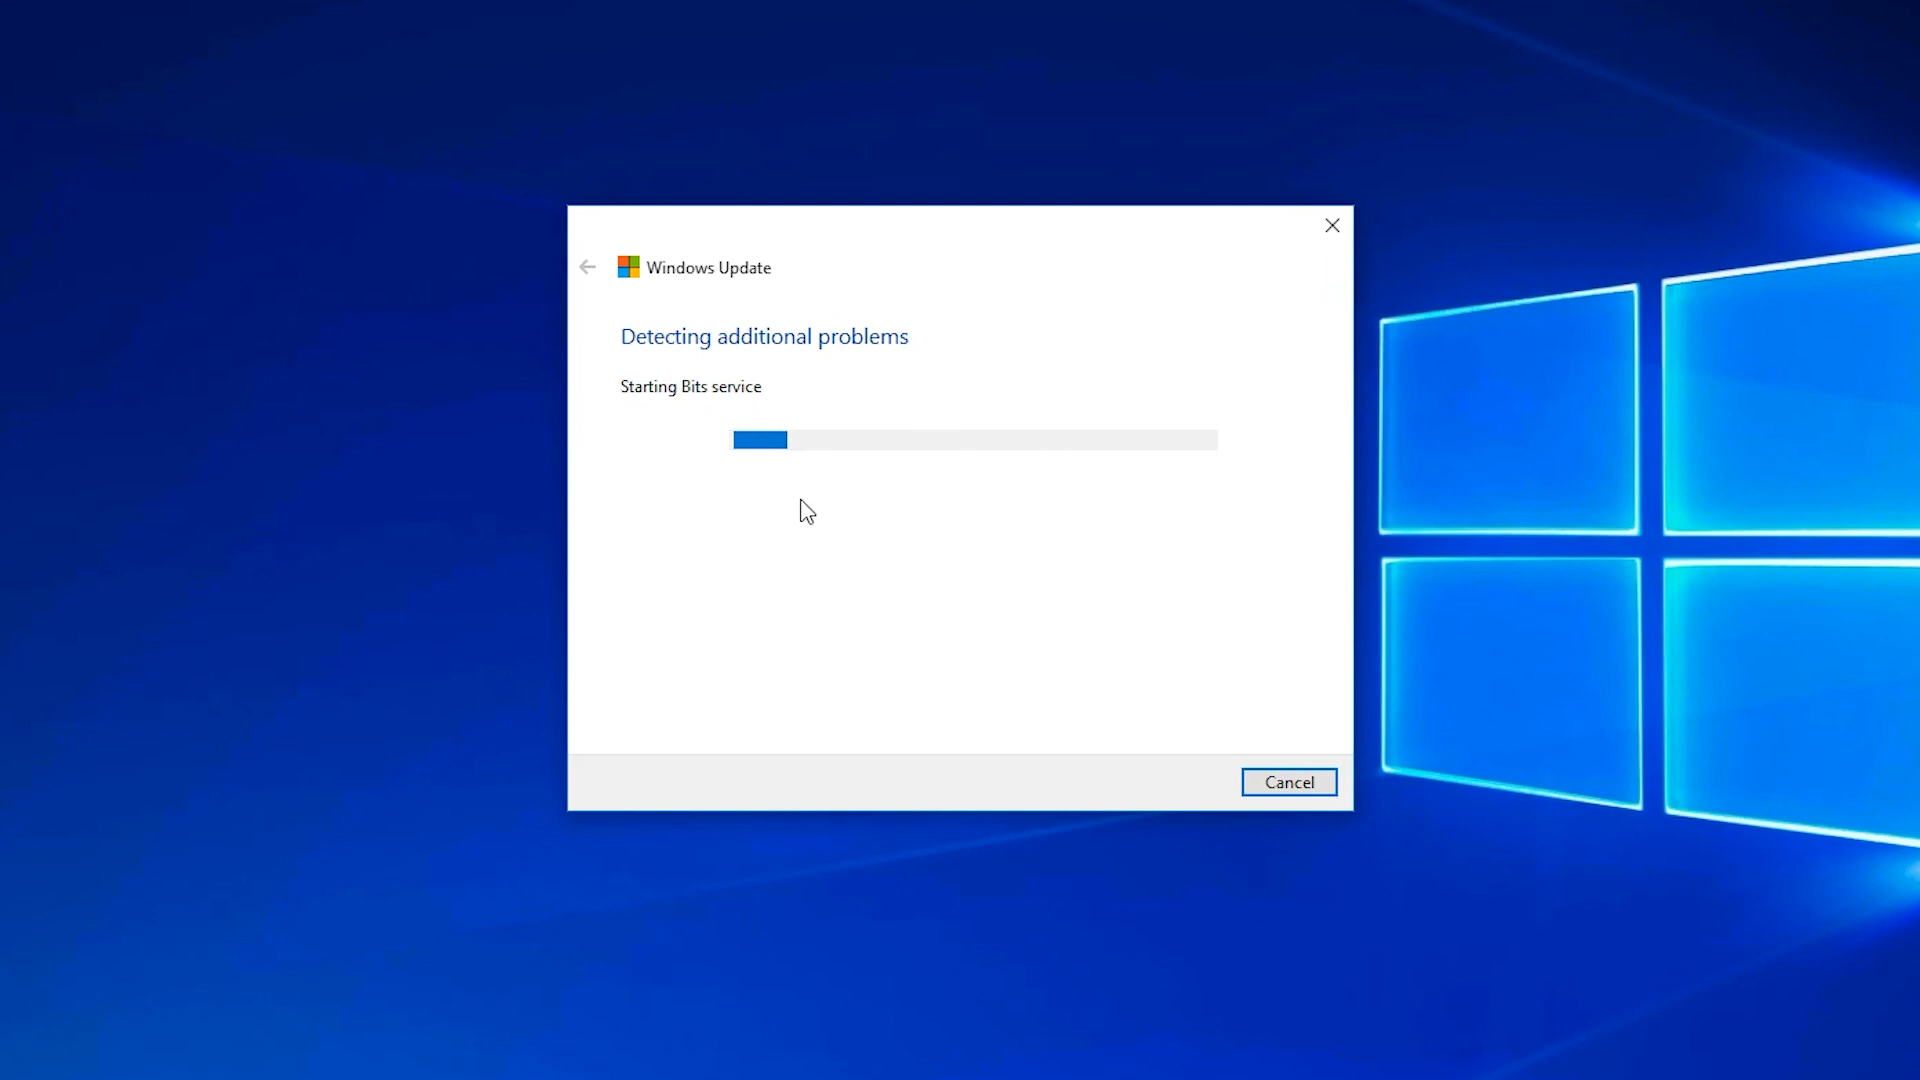 Windows Update
Detecting additional problems
Starting Bits service
Cancel